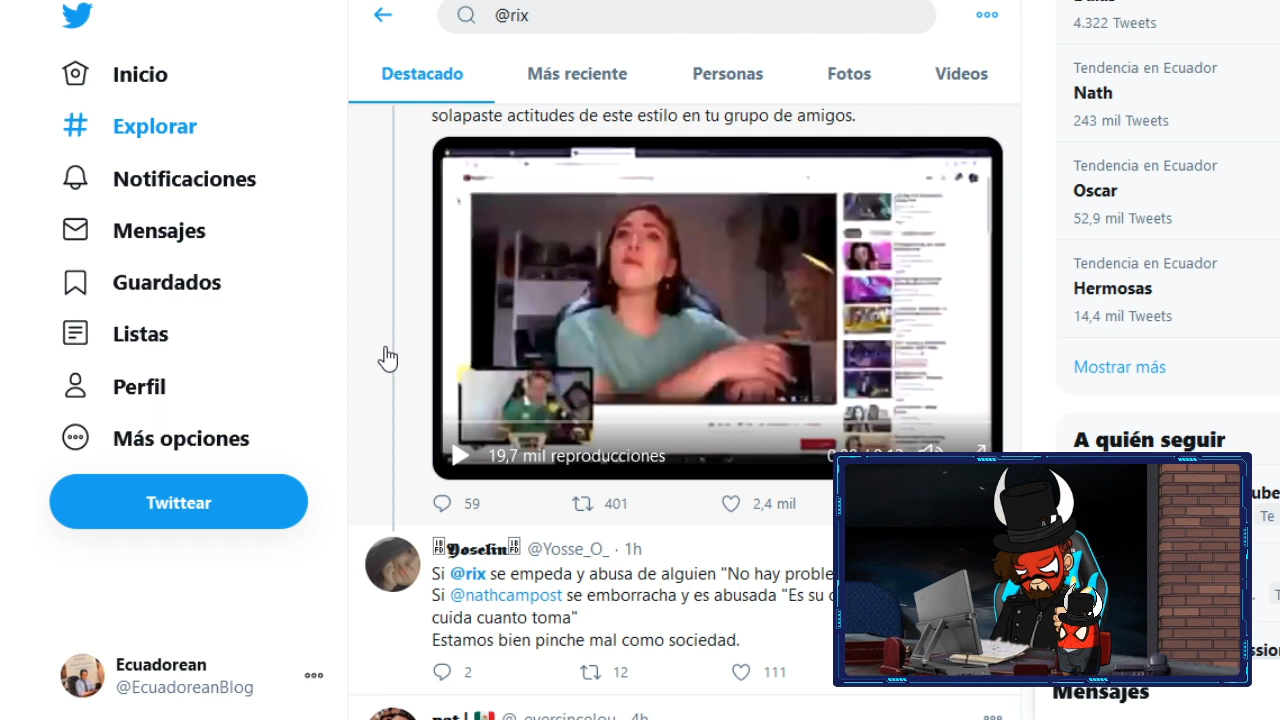 @rix
Destacado
Más reciente
Personas
Fotos
Videos
Inicio
Explorar
Notificaciones
Mensajes
Guardados
Listas
Perfil
Más opciones
Twittear
Ecuadorean
@EcuadoreanBlog
solapaste actitudes de este estilo en tu grupo de amigos.
19,7 mil reproducciones
59
401
2,4 mil
𝖄𝖔𝖘𝖊𝖑𝖎𝖓 @Yosse_O_ · 1h
Si @rix se empeda y abusa de alguien "No hay
Si @nathcampost se emborracha y es abusada "Es su
cuida cuanto toma"
Estamos bien pinche mal como sociedad.
2
12
111
4.322 Tweets
Tendencia en Ecuador
Nath
243 mil Tweets
Tendencia en Ecuador
Oscar
52,9 mil Tweets
Tendencia en Ecuador
Hermosas
14,4 mil Tweets
Mostrar más
A quién seguir
Mensajes